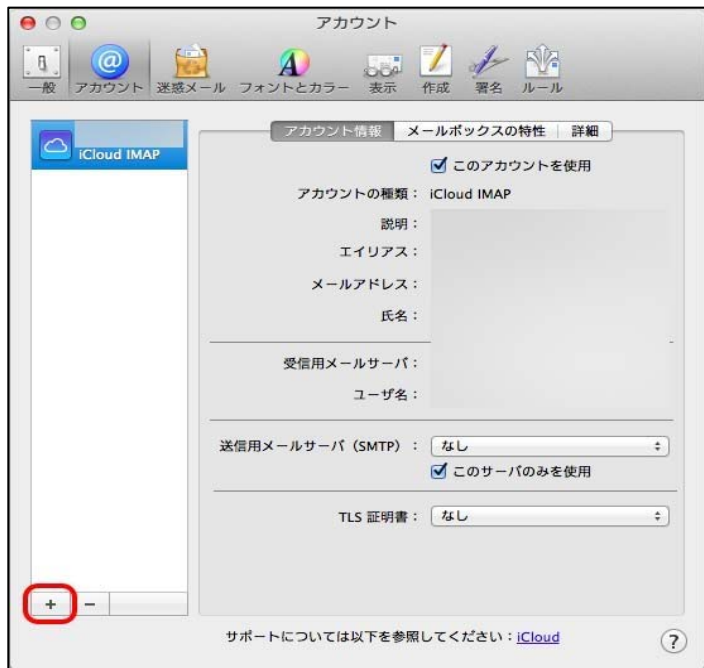 アカウント
一般 アカウント 迷惑メール フォントとカラー 表示 作成 署名 ルール
iCloud IMAP
アカウント情報 メールボックスの特性 詳細
このアカウントを使用
アカウントの種類： iCloud IMAP
説明：
エイリアス：
メールアドレス：
氏名：
受信用メールサーバ：
ユーザ名：
送信用メールサーバ（SMTP）： なし
このサーバのみを使用
TLS 証明書： なし
+ −
サポートについては以下を参照してください：iCloud
?